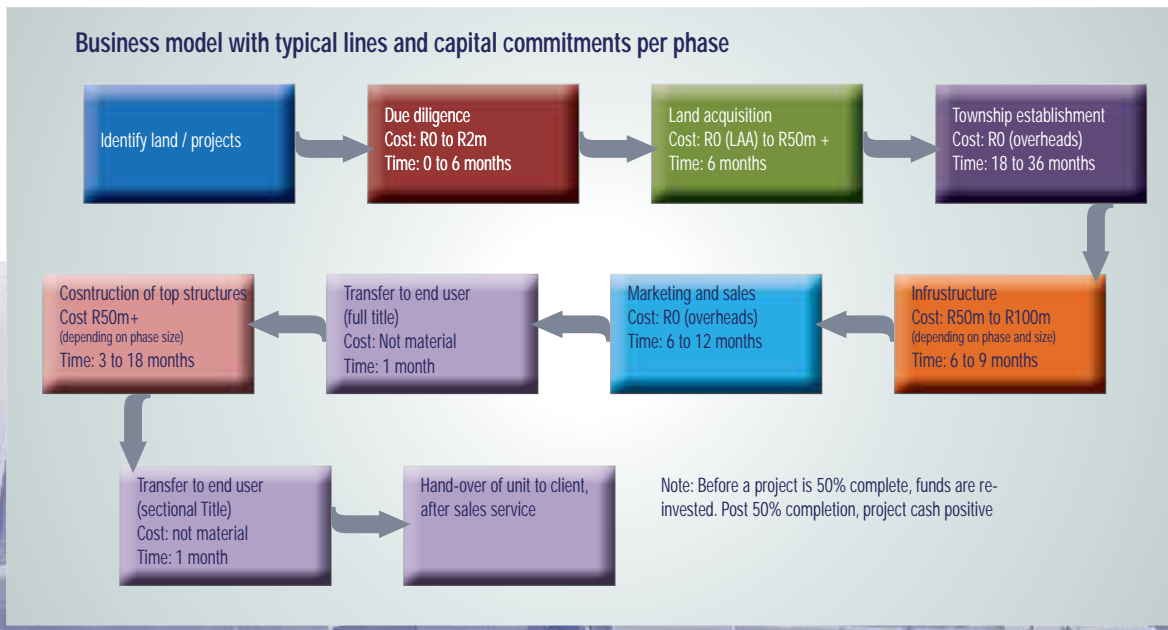 Business model with typical lines and capital commitments per phase
Identify land / projects
Due diligence
Cost: R0 to R2m
Time: 0 to 6 months
Land acquisition
Cost: R0 (LAA) to R50m +
Time: 6 months
Township establishment
Cost: R0 (overheads)
Time: 18 to 36 months
Infrustructure
Cost: R50m to R100m
(depending on phase and size)
Time: 6 to 9 months
Marketing and sales
Cost: R0 (overheads)
Time: 6 to 12 months
Transfer to end user
(full title)
Cost: Not material
Time: 1 month
Cosntruction of top structures
Cost R50m+
(depending on phase size)
Time: 3 to 18 months
Transfer to end user
(sectional Title)
Cost: not material
Time: 1 month
Hand-over of unit to client,
after sales service
Note: Before a project is 50% complete, funds are re-
invested. Post 50% completion, project cash positive